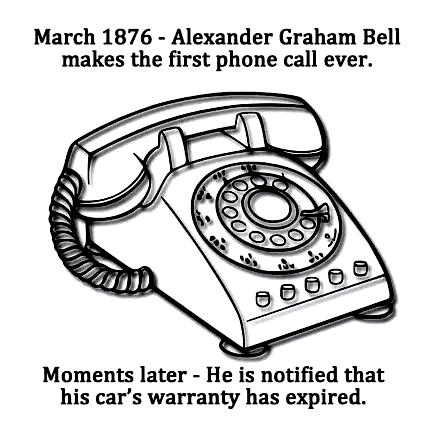 March 1876 - Alexander Graham Bell
makes the first phone call ever.
Moments later - He is notified that
his car's warranty has expired.